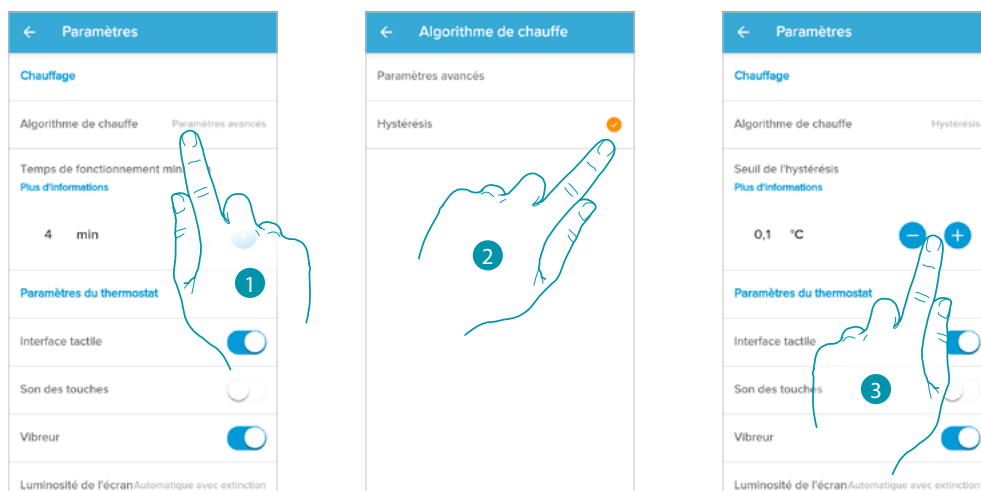 Paramètres
Chauffage
Algorithme de chauffe Paramètres avancés
Temps de fonctionnement
Plus d'informations
4 min
1
Paramètres du thermostat
Interface tactile
Son des touches
Vibreur
Luminosité de l'écran Automatique avec extinction
Algorithme de chauffe
Paramètres avancés
Hystérésis
2
Paramètres
Chauffage
Algorithme de chauffe Hystérésis
Seuil de l'hystérésis
Plus d'informations
0,1 °C
Paramètres du thermostat
Interface tactile
Son des touches
3
Vibreur
Luminosité de l'écran Automatique avec extinction